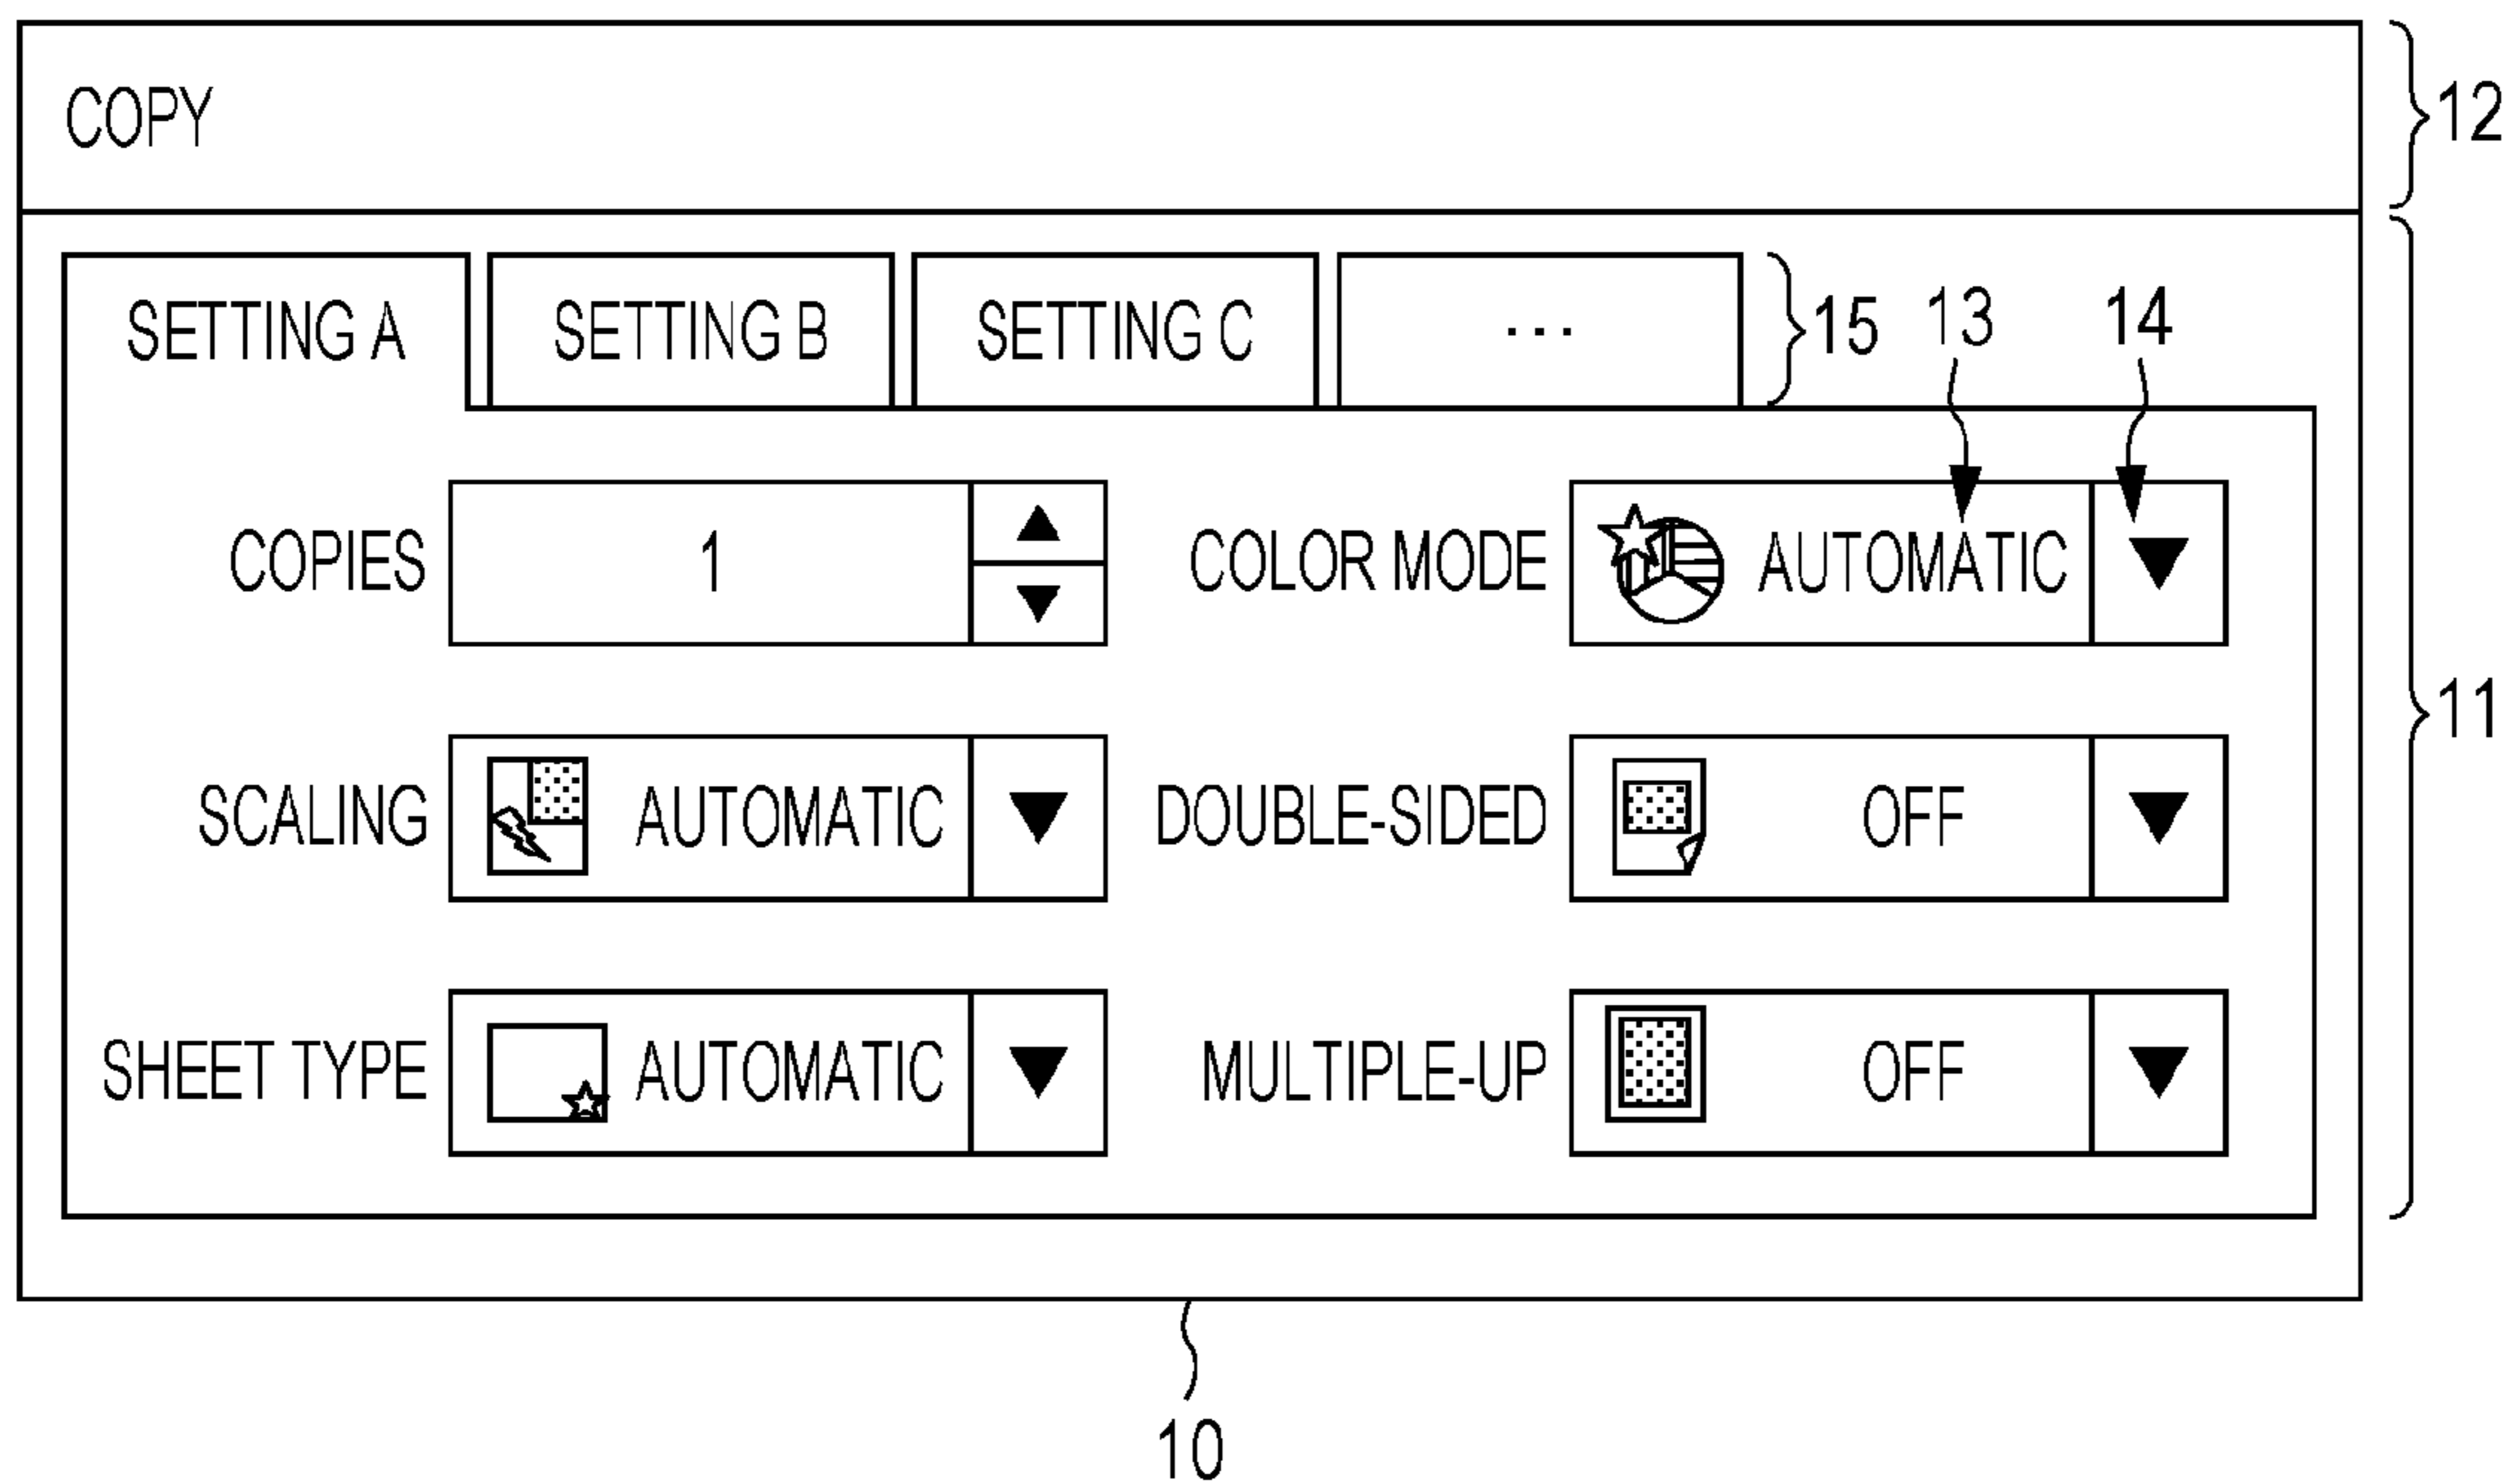 COPY
12
SETTING A SETTING B SETTING C ... 15 13 14
COPIES 1 COLOR MODE AUTOMATIC
11
SCALING AUTOMATIC DOUBLE-SIDED OFF
SHEET TYPE AUTOMATIC MULTIPLE-UP OFF
10